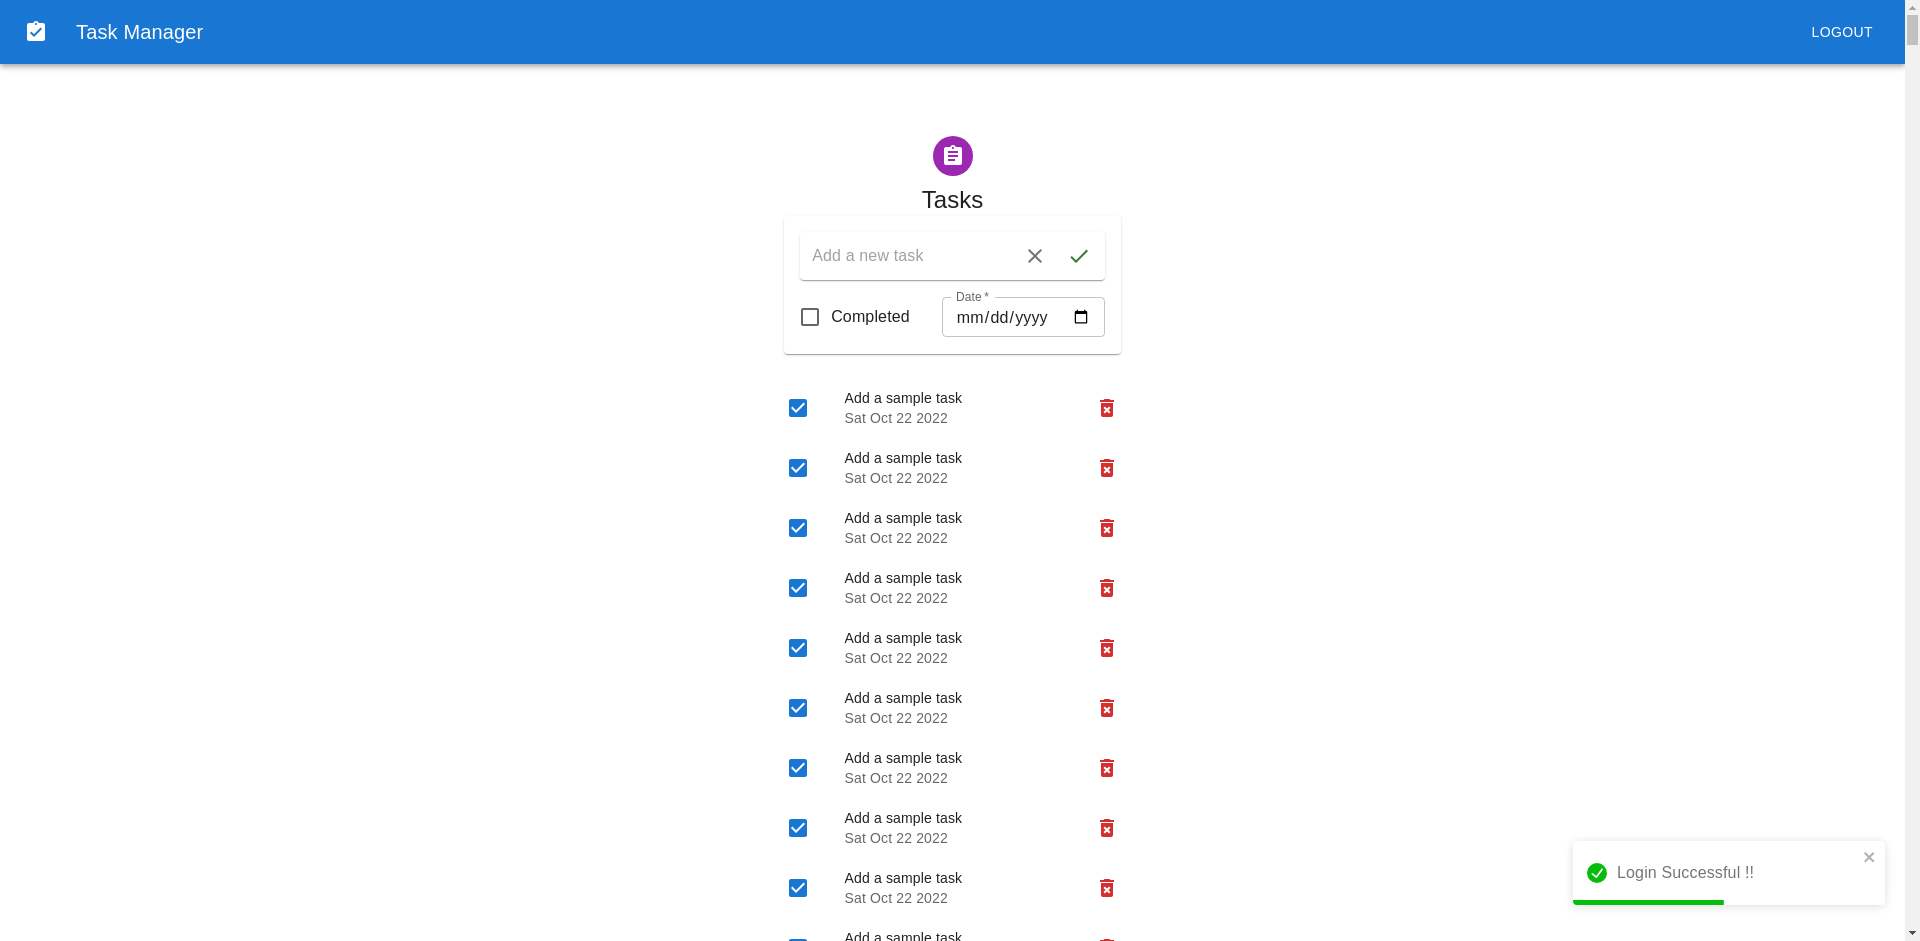 Task Manager
LOGOUT
Tasks
Add a new task
Completed
Date *
mm/dd/yyyy
Add a sample task
Sat Oct 22 2022
Add a sample task
Sat Oct 22 2022
Add a sample task
Sat Oct 22 2022
Add a sample task
Sat Oct 22 2022
Add a sample task
Sat Oct 22 2022
Add a sample task
Sat Oct 22 2022
Add a sample task
Sat Oct 22 2022
Add a sample task
Sat Oct 22 2022
Add a sample task
Sat Oct 22 2022
Add a sample task
Login Successful !!